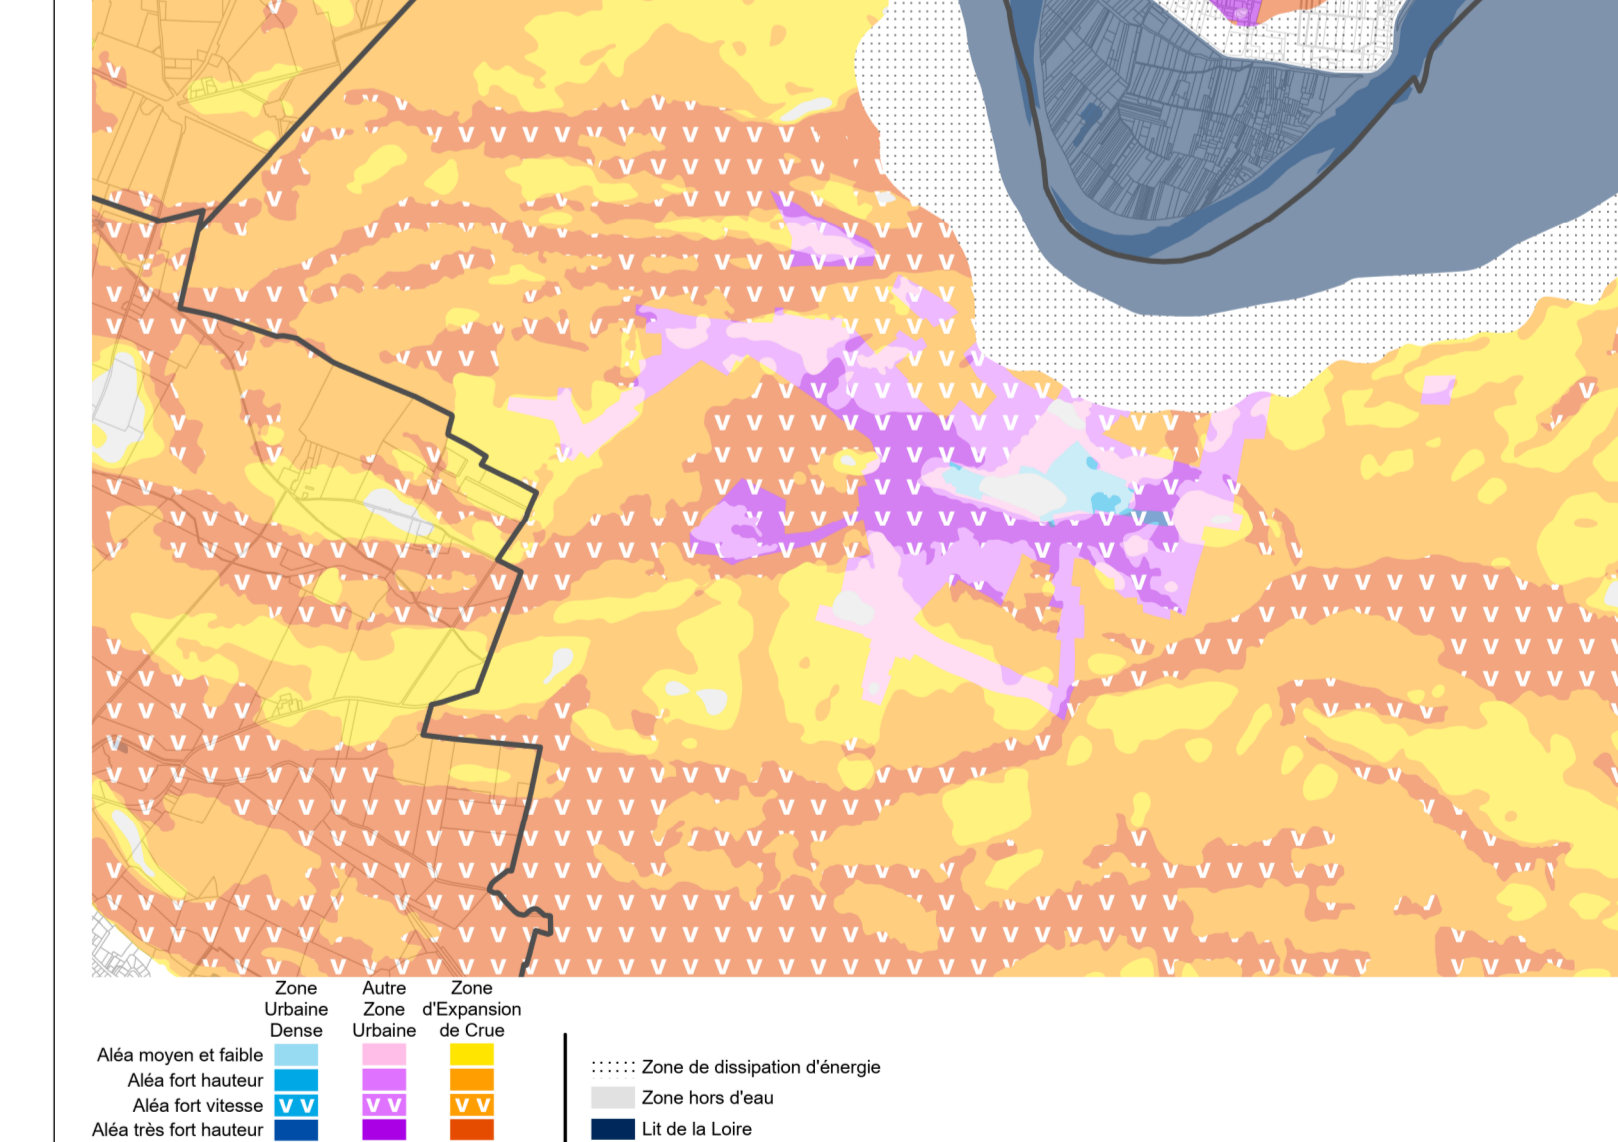 Zone Autre Zone
Urbaine Zone d'Expansion
Dense Urbaine de Crue
Aléa moyen et faible
Aléa fort hauteur
Aléa fort vitesse V V V V V V
Aléa très fort hauteur
Zone de dissipation d'énergie
Zone hors d'eau
Lit de la Loire